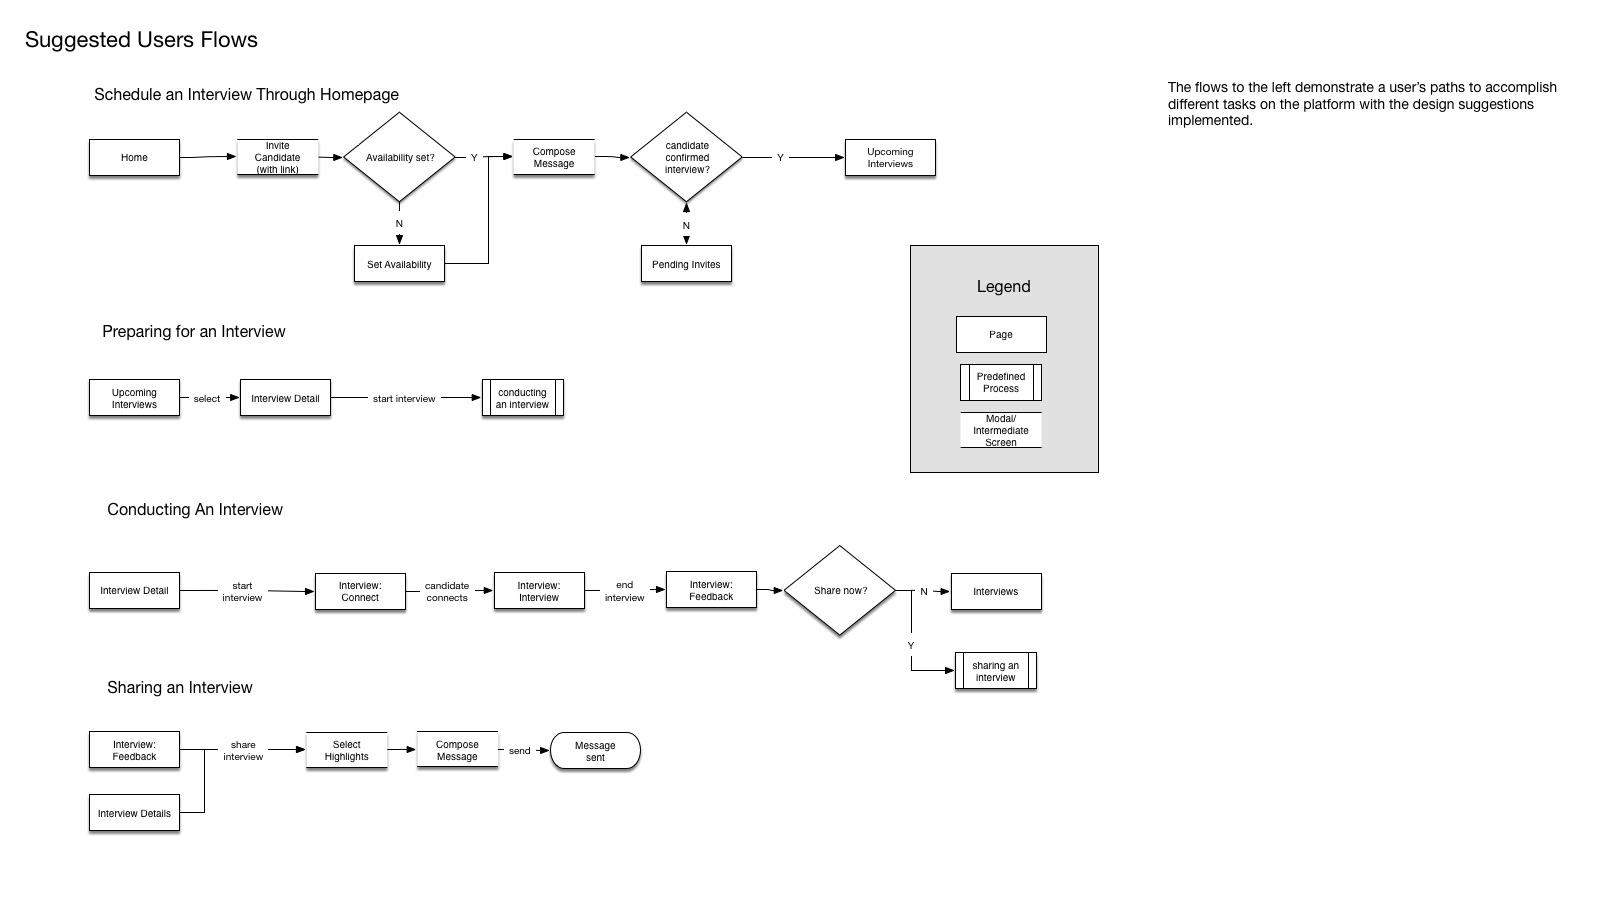 Suggested Users Flows
The flows to the left demonstrate a user's paths to accomplish
different tasks on the platform with the design suggestions
implemented.
Schedule an Interview Through Homepage
Home
Invite
Candidate
(with link)
Availability set?
Y
N
Set Availability
Compose
Message
candidate
confirmed
interview?
Y
N
Pending Invites
Upcoming
Interviews
Legend
Page
Predefined
Process
Modal/
Intermediate
Screen
Preparing for an Interview
Upcoming
Interviews
select
Interview Detail
start interview
conducting
an interview
Conducting An Interview
Interview Detail
start
interview
Interview:
Connect
candidate
connects
Interview:
Interview
end
interview
Interview:
Feedback
Share now?
N
Interviews
Y
sharing an
interview
Sharing an Interview
Interview:
Feedback
share
interview
Select
Highlights
Compose
Message
send
Message
sent
Interview Details